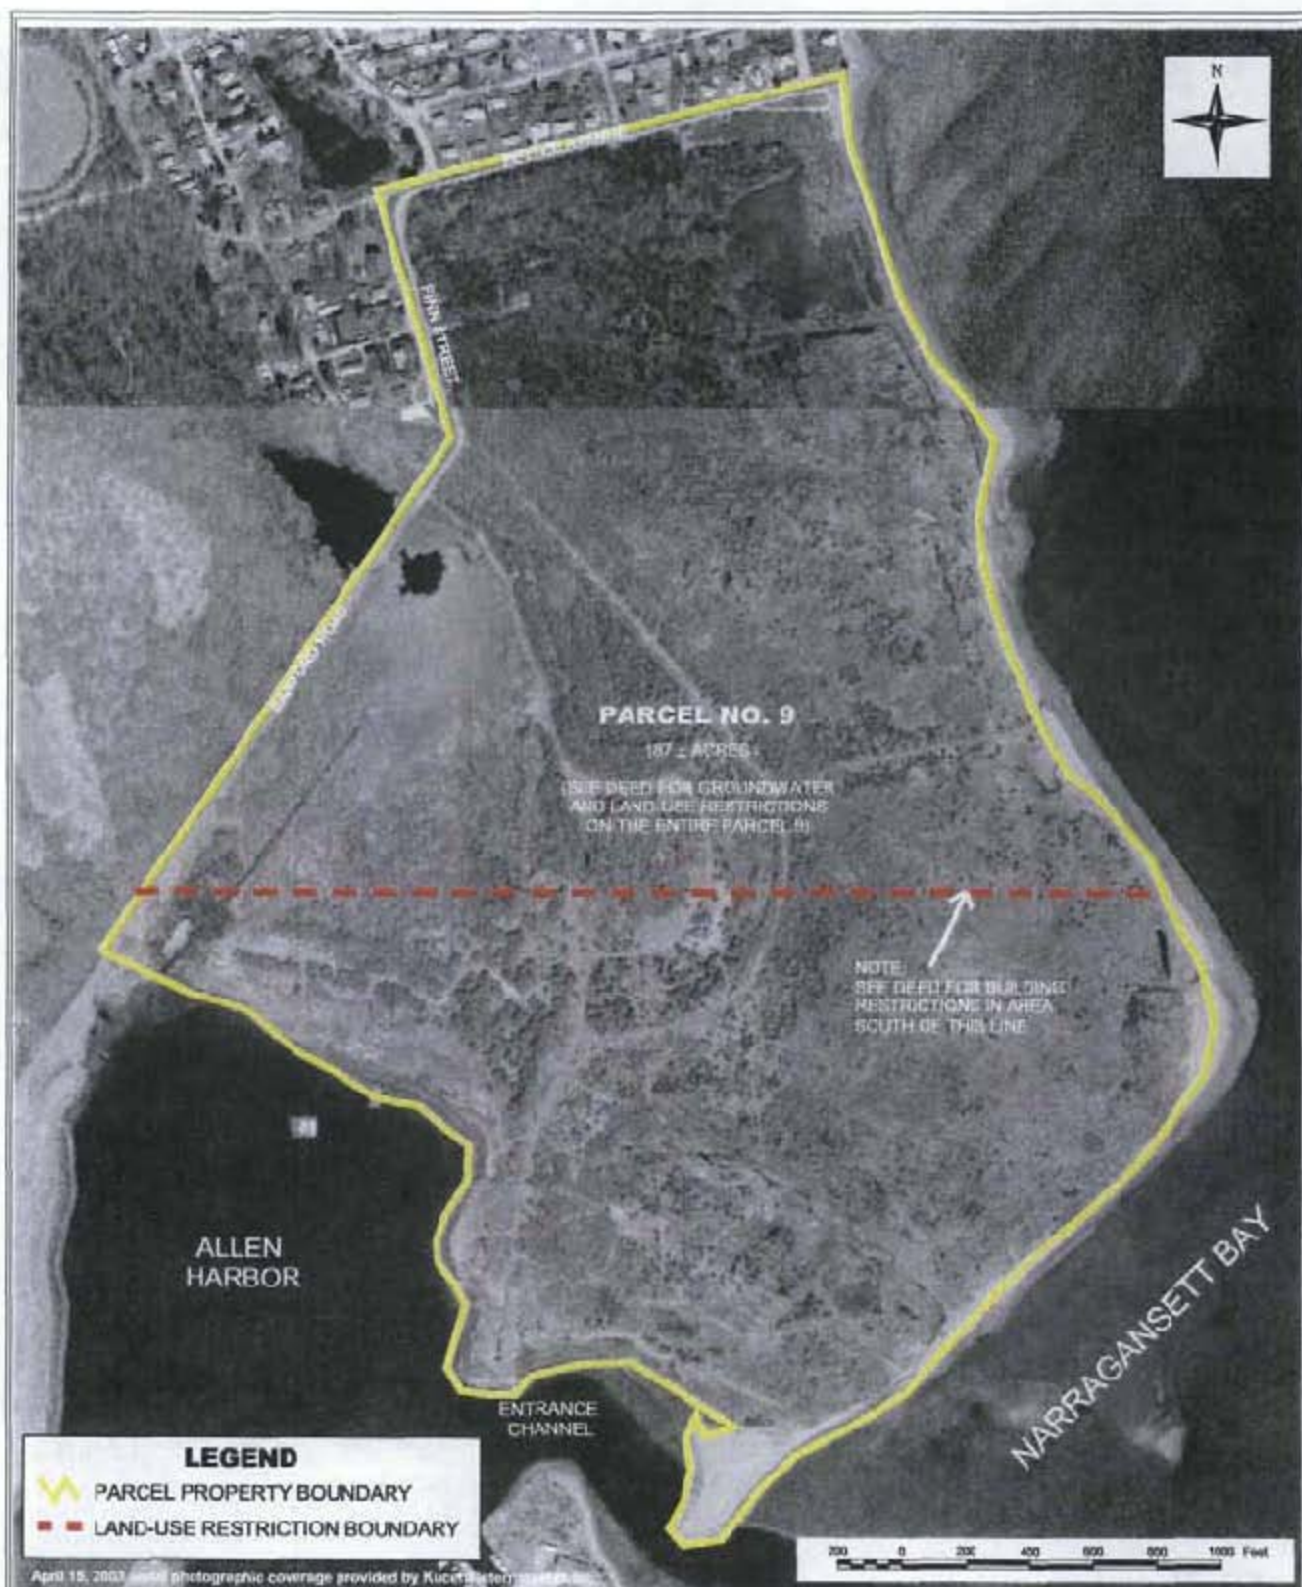 N
STREET
PARCEL NO. 9
187 ± ACRES
(SEE DEED FOR GROUNDWATER
AND LAND-USE RESTRICTIONS
ON THE ENTIRE PARCEL 9)
NOTE:
SEE DEED FOR BUILDING
RESTRICTIONS IN AREA
SOUTH OF THIS LINE
ALLEN
HARBOR
NARRAGANSETT BAY
ENTRANCE
CHANNEL
LEGEND
PARCEL PROPERTY BOUNDARY
LAND-USE RESTRICTION BOUNDARY
200 0 200 400 600 800 1000 Feet
April 15, 2003 aerial photographic coverage provided by